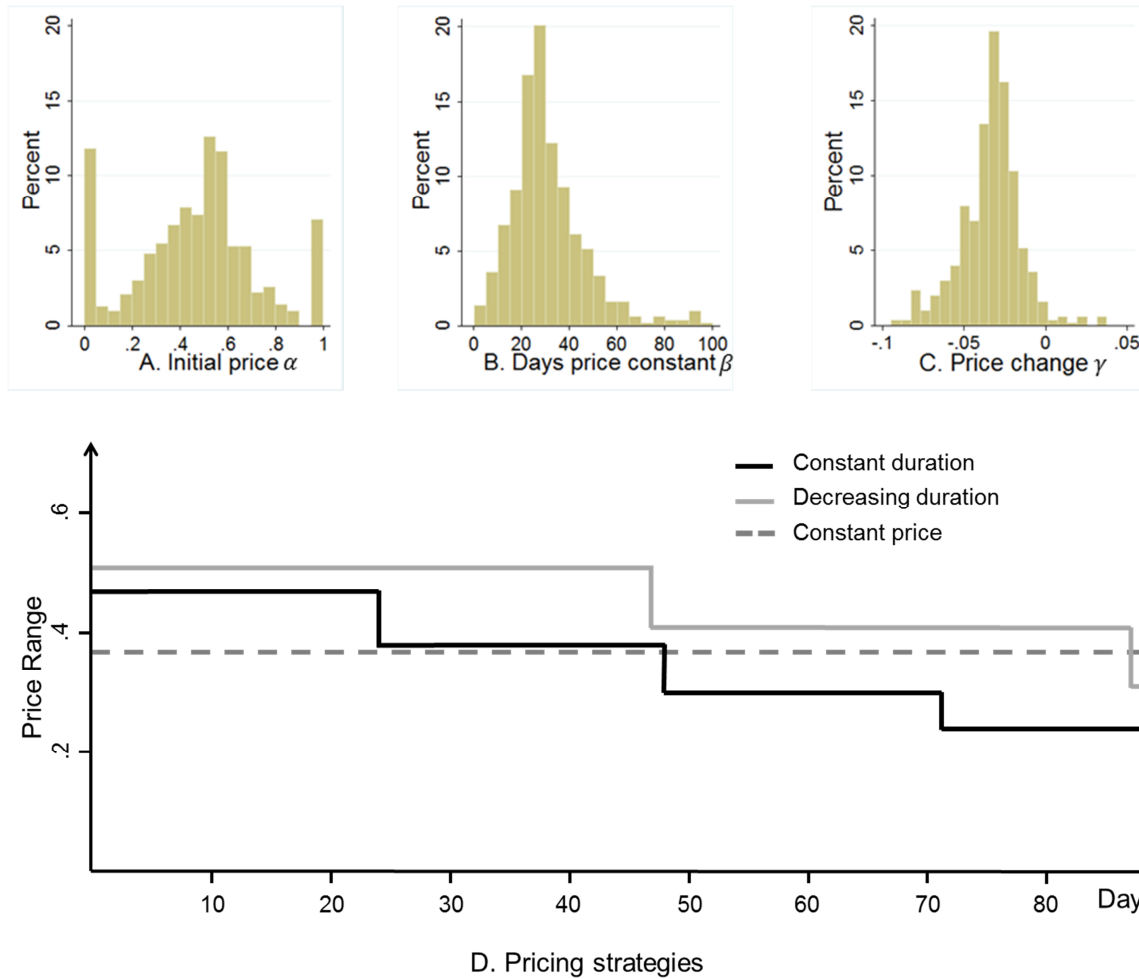 20
15
10
5
0
Percent
0 .2 .4 .6 .8 1
A. Initial price α
20
15
10
5
0
Percent
0 20 40 60 80 100
B. Days price constant β
20
15
10
5
0
Percent
-.1 -.05 0 .05
C. Price change γ
Constant duration
Decreasing duration
Constant price
.6
.4
.2
Price Range
10 20 30 40 50 60 70 80 Day
D. Pricing strategies